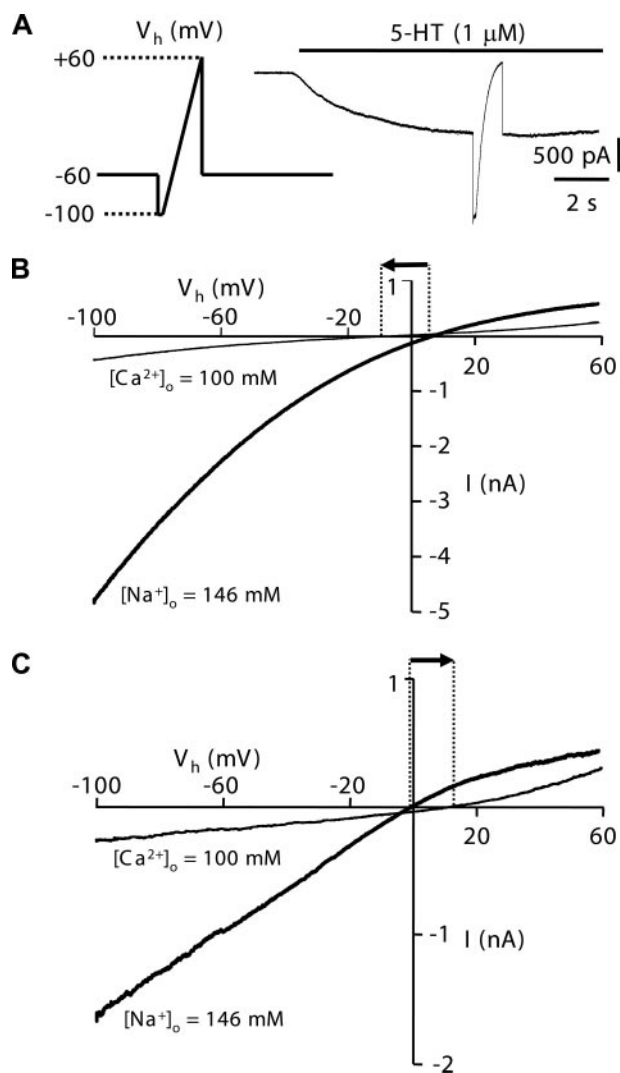 A
Vh (mV)
+60
-60
-100
5-HT (1 μM)
500 pA
2 s
B
Vh (mV)
-100 -60 -20 20 60
1
-1
-2
-3
-4
-5
I (nA)
[Ca2+]o = 100 mM
[Na+]o = 146 mM
C
Vh (mV)
-100 -60 -20 20 60
1
-1
-2
I (nA)
[Ca2+]o = 100 mM
[Na+]o = 146 mM